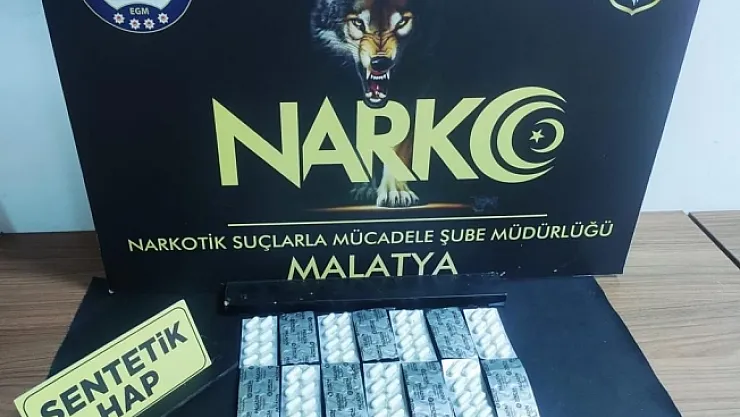 EGM
NARKO
NARKOTİK SUÇLARLA MÜCADELE ŞUBE MÜDÜRLÜĞÜ
MALATYA
SENTETİK
HAP